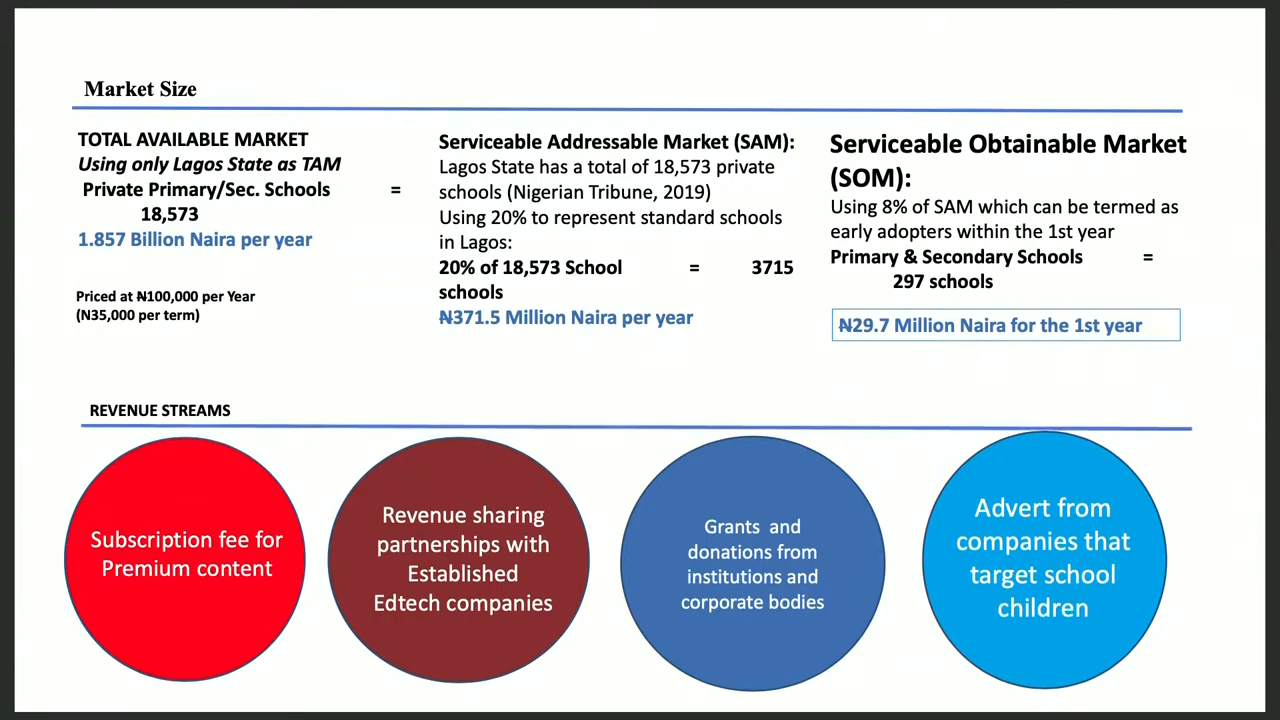 Market Size
TOTAL AVAILABLE MARKET
Using only Lagos State as TAM
Private Primary/Sec. Schools =
18,573
1.857 Billion Naira per year
Priced at ₦100,000 per Year
(N35,000 per term)
Serviceable Addressable Market (SAM):
Lagos State has a total of 18,573 private
schools (Nigerian Tribune, 2019)
Using 20% to represent standard schools
in Lagos:
20% of 18,573 School = 3715
schools
₦371.5 Million Naira per year
Serviceable Obtainable Market
(SOM):
Using 8% of SAM which can be termed as
early adopters within the 1st year
Primary & Secondary Schools =
297 schools
₦29.7 Million Naira for the 1st year
REVENUE STREAMS
Subscription fee for
Premium content
Revenue sharing
partnerships with
Established
Edtech companies
Grants and
donations from
institutions and
corporate bodies
Advert from
companies that
target school
children